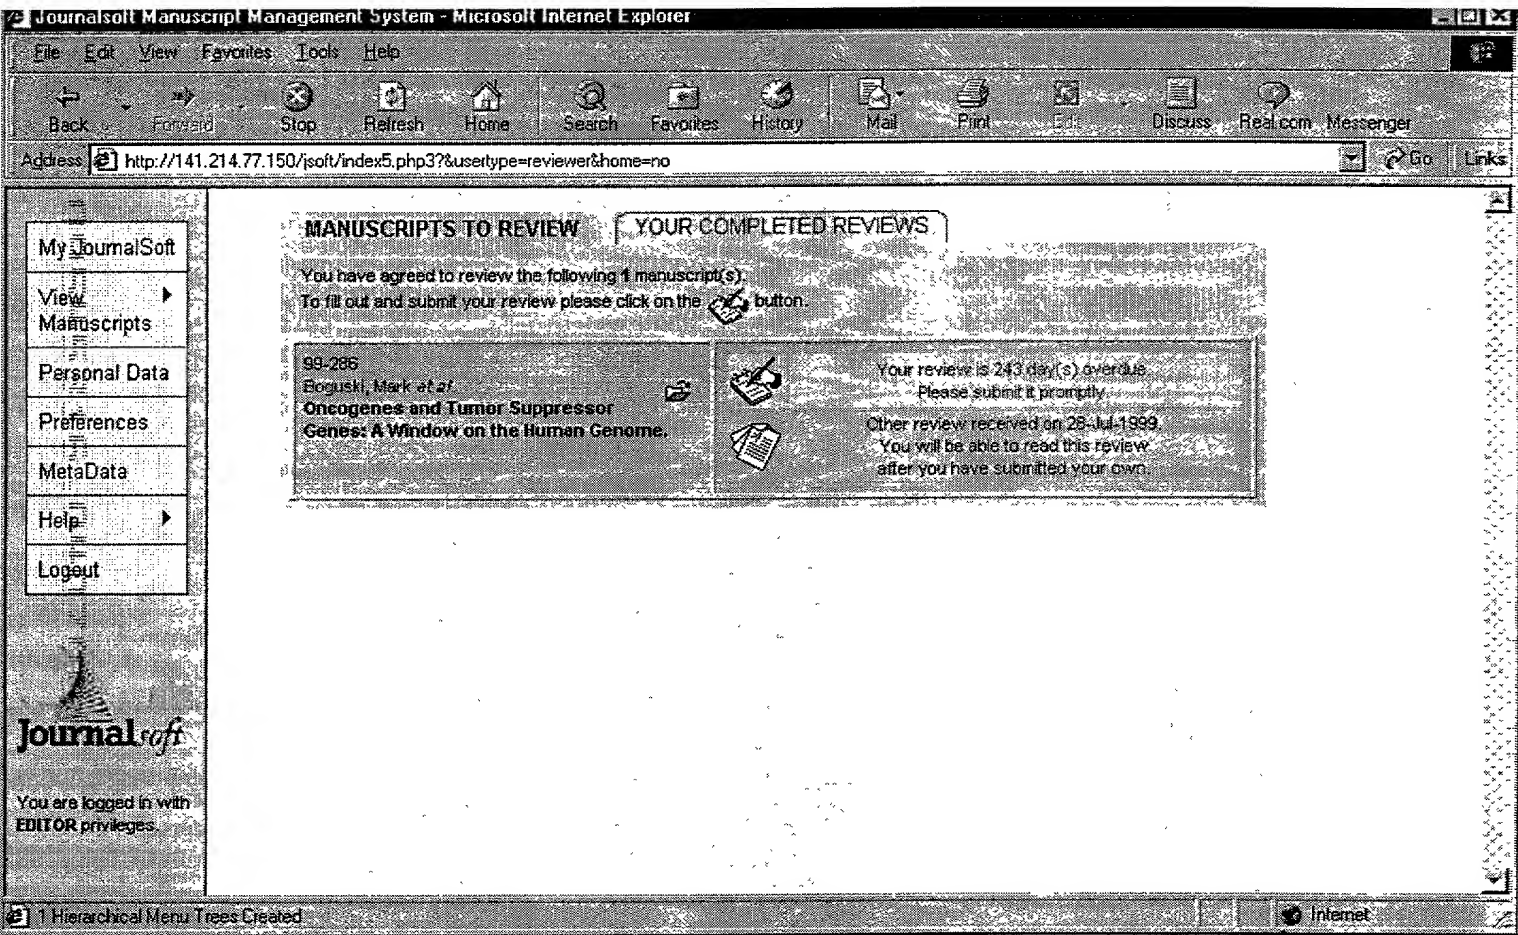 Journalsoft Manuscript Management System - Microsoft Internet Explorer
File Edit View Favorites Tools Help
Back Forward Stop Refresh Home Search Favorites History Mail Print Edit Discuss Real.com Messenger
Address http://141.214.77.150/jsoft/index5.php3?&usertype=reviewer&home=no Go Links
My JournalSoft
View
Manuscripts
Personal Data
Preferences
MetaData
Help
Logout
Journalsoft
You are logged in with
EDITOR privileges.
MANUSCRIPTS TO REVIEW YOUR COMPLETED REVIEWS
You have agreed to review the following 1 manuscript(s).
To fill out and submit your review please click on the button.
99-286
Boguski, Mark et al.
Oncogenes and Tumor Suppressor
Genes: A Window on the Human Genome.
Your review is 243 day(s) overdue.
Please submit it promptly.
Other review received on 28-Jul-1999.
You will be able to read this review
after you have submitted your own.
1 Hierarchical Menu Trees Created
Internet